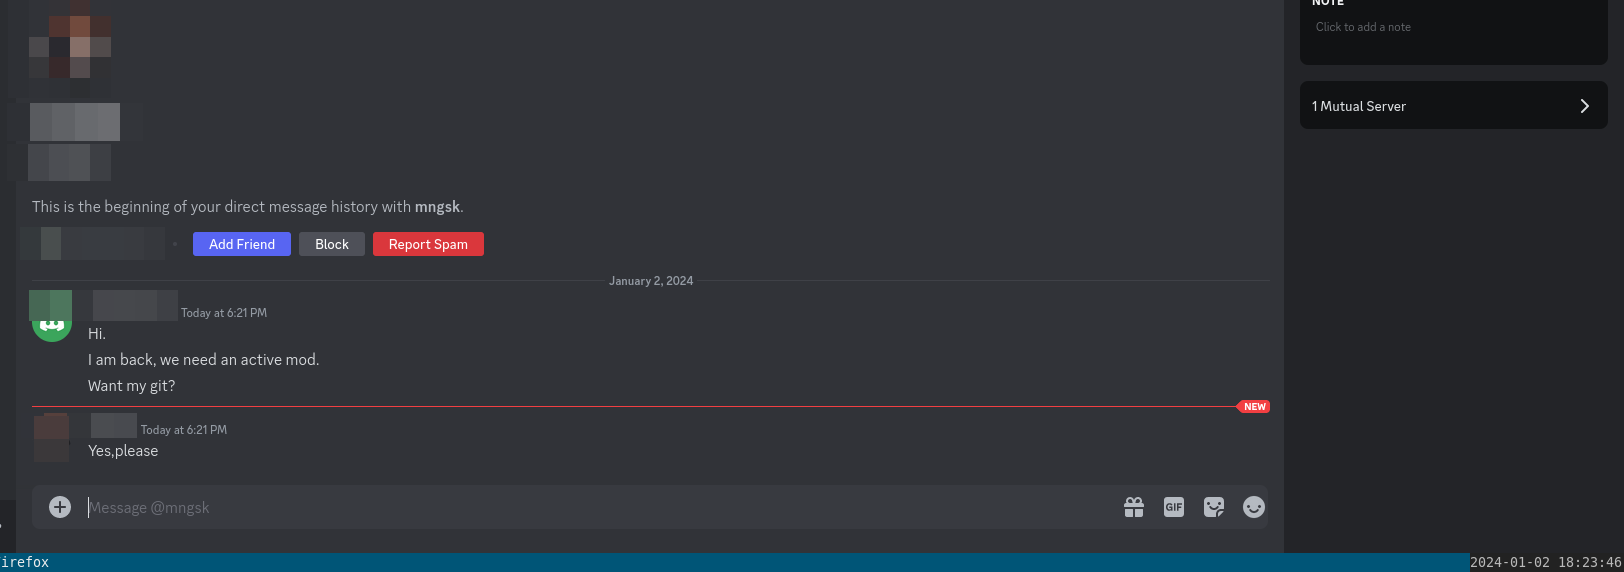 NOTE
Click to add a note
1 Mutual Server
This is the beginning of your direct message history with mngsk.
Add Friend
Block
Report Spam
January 2, 2024
Today at 6:21 PM
Hi.
I am back, we need an active mod.
Want my git?
NEW
Today at 6:21 PM
Yes,please
Message @mngsk
GIF
irefox
2024-01-02 18:23:46